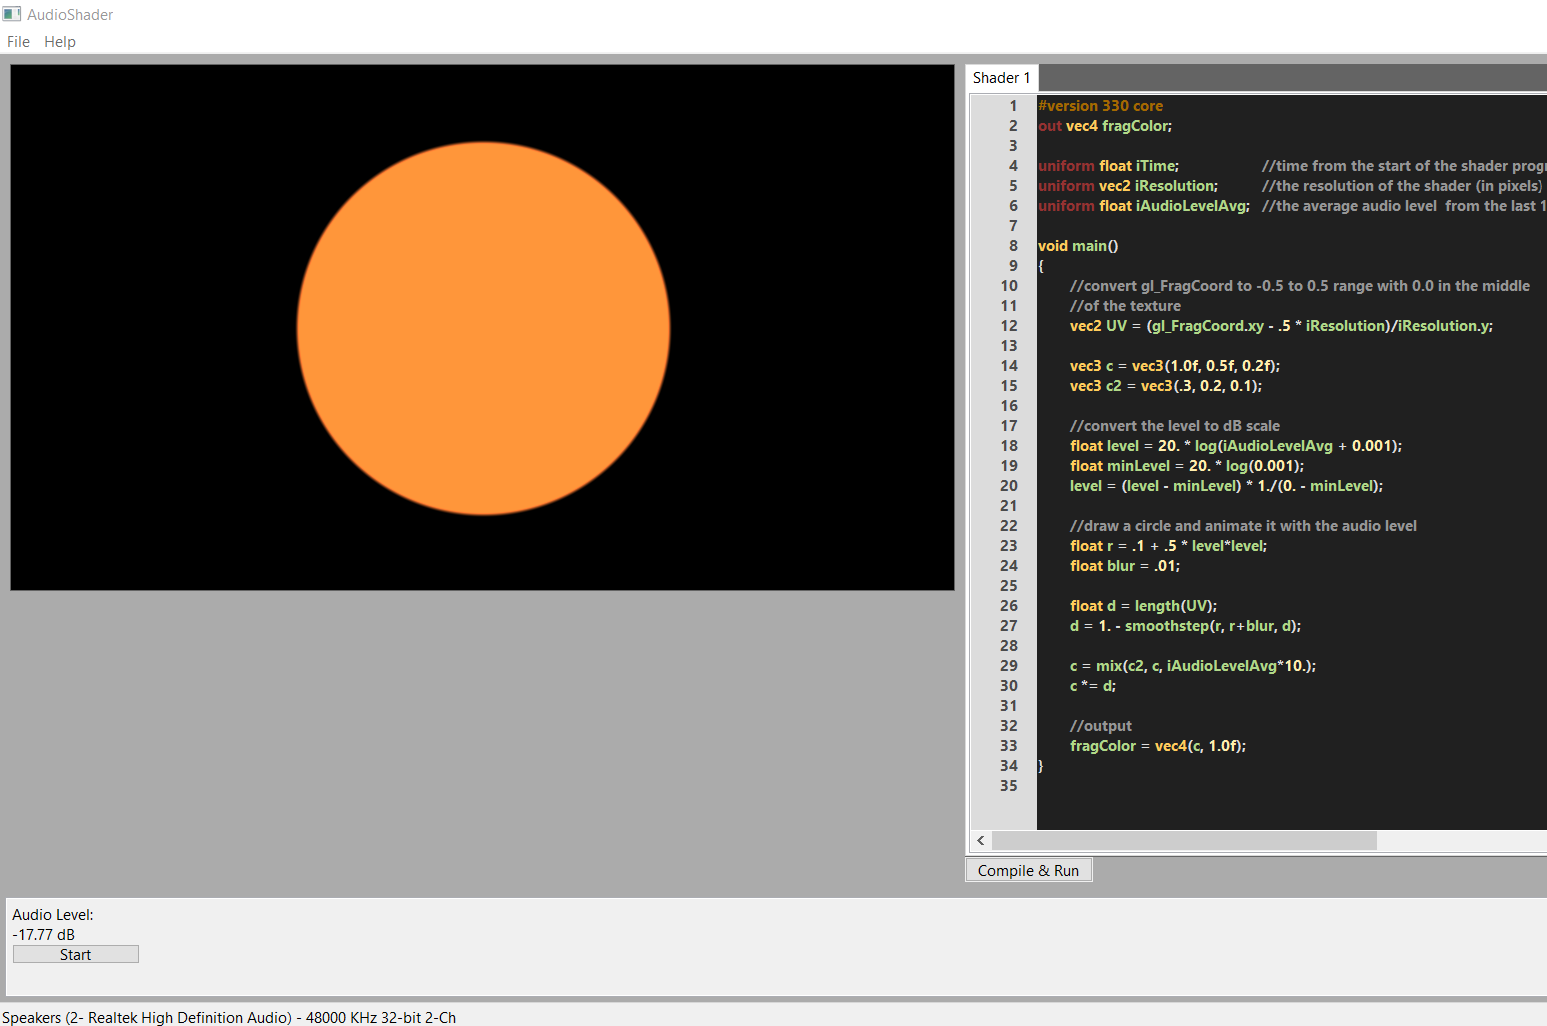 AudioShader
File Help
Shader 1
1 #version 330 core
2 out vec4 fragColor;
3
4 uniform float iTime; //time from the start of the shader progr
5 uniform vec2 iResolution; //the resolution of the shader (in pixels)
6 uniform float iAudioLevelAvg; //the average audio level from the last 1
7
8 void main()
9 {
10 //convert gl_FragCoord to -0.5 to 0.5 range with 0.0 in the middle
11 //of the texture
12 vec2 UV = (gl_FragCoord.xy - .5 * iResolution)/iResolution.y;
13
14 vec3 c = vec3(1.0f, 0.5f, 0.2f);
15 vec3 c2 = vec3(.3, 0.2, 0.1);
16
17 //convert the level to dB scale
18 float level = 20. * log(iAudioLevelAvg + 0.001);
19 float minLevel = 20. * log(0.001);
20 level = (level - minLevel) * 1./(0. - minLevel);
21
22 //draw a circle and animate it with the audio level
23 float r = .1 + .5 * level*level;
24 float blur = .01;
25
26 float d = length(UV);
27 d = 1. - smoothstep(r, r+blur, d);
28
29 c = mix(c2, c, iAudioLevelAvg*10.);
30 c *= d;
31
32 //output
33 fragColor = vec4(c, 1.0f);
34 }
35
Compile & Run
Audio Level:
-17.77 dB
Start
Speakers (2- Realtek High Definition Audio) - 48000 KHz 32-bit 2-Ch